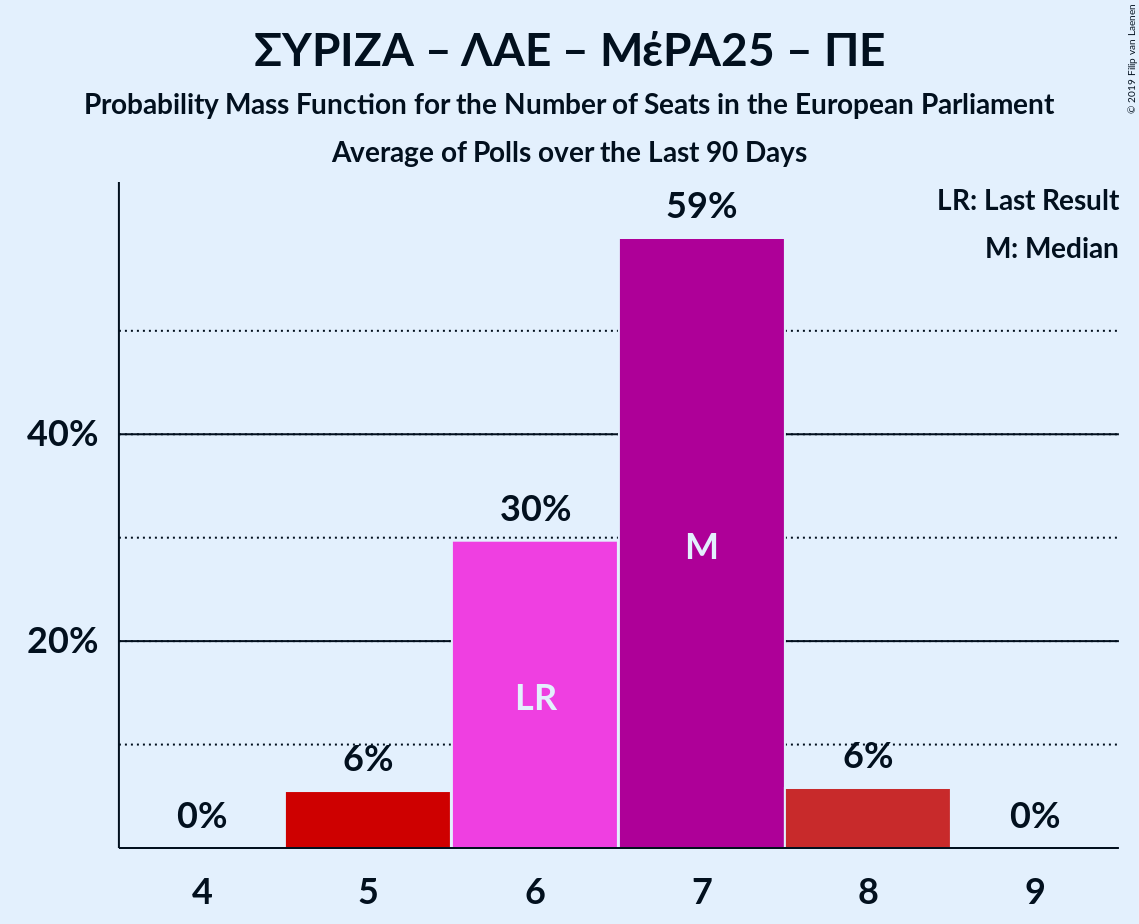 ΣΥΡΙΖΑ – ΛΑΕ – ΜέΡΑ25 – ΠΕ
Probability Mass Function for the Number of Seats in the European Parliament
Average of Polls over the Last 90 Days
© 2019 Filip van Laenen
LR: Last Result
M: Median
59%
40%
30%
M
20%
LR
6%
6%
0%
0%
4 5 6 7 8 9